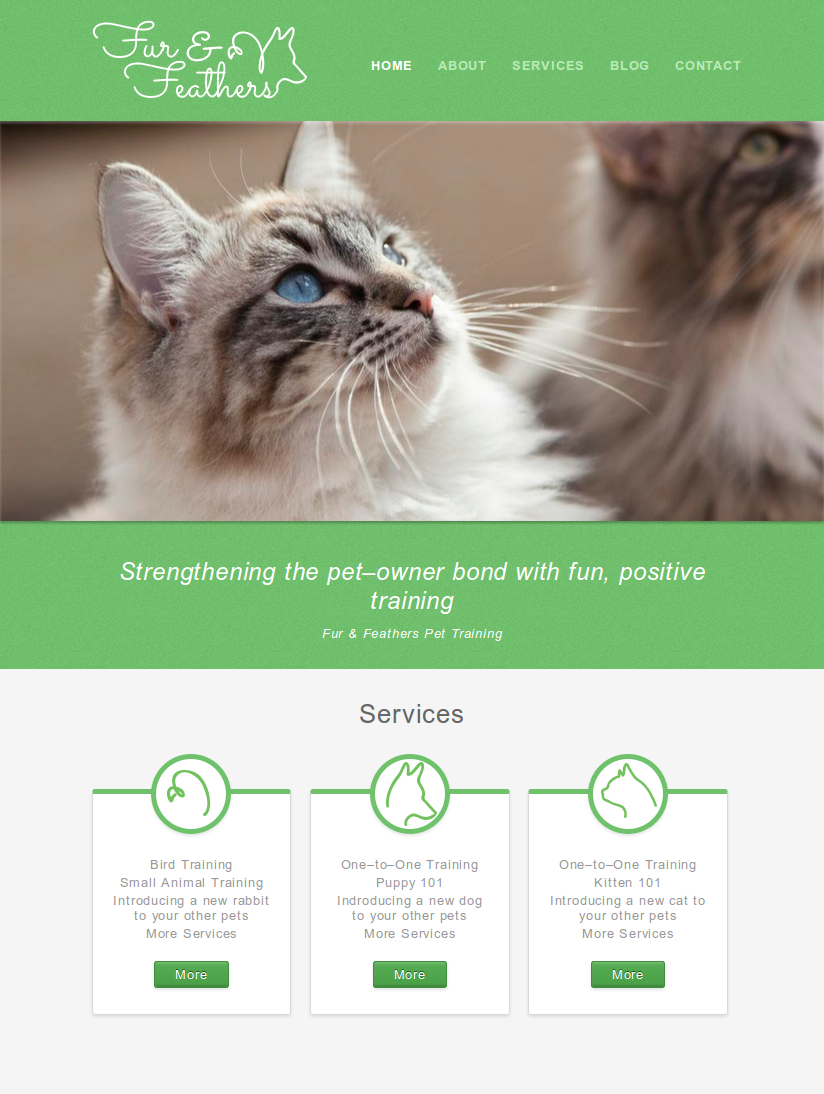 Fur &
Feathers
HOME ABOUT SERVICES BLOG CONTACT
Strengthening the pet–owner bond with fun, positive
training
Fur & Feathers Pet Training
Services
Bird Training
Small Animal Training
Introducing a new rabbit
to your other pets
More Services
More
One–to–One Training
Puppy 101
Indroducing a new dog
to your other pets
More Services
More
One–to–One Training
Kitten 101
Introducing a new cat to
your other pets
More Services
More